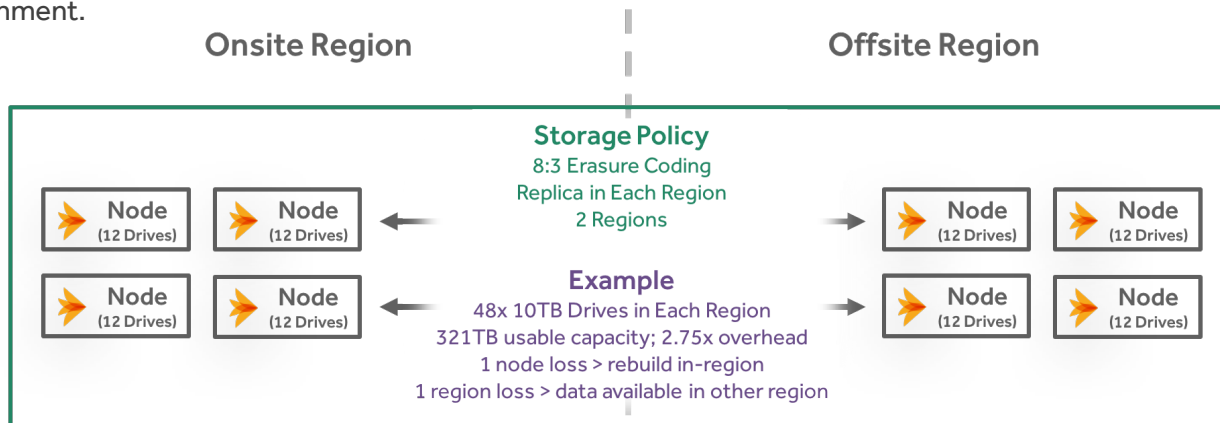 nment.
Onsite Region
Offsite Region
Storage Policy
8:3 Erasure Coding
Replica in Each Region
2 Regions
Node
(12 Drives)
Node
(12 Drives)
Node
(12 Drives)
Node
(12 Drives)
Example
48x 10TB Drives in Each Region
321TB usable capacity; 2.75x overhead
1 node loss > rebuild in-region
1 region loss > data available in other region
Node
(12 Drives)
Node
(12 Drives)
Node
(12 Drives)
Node
(12 Drives)